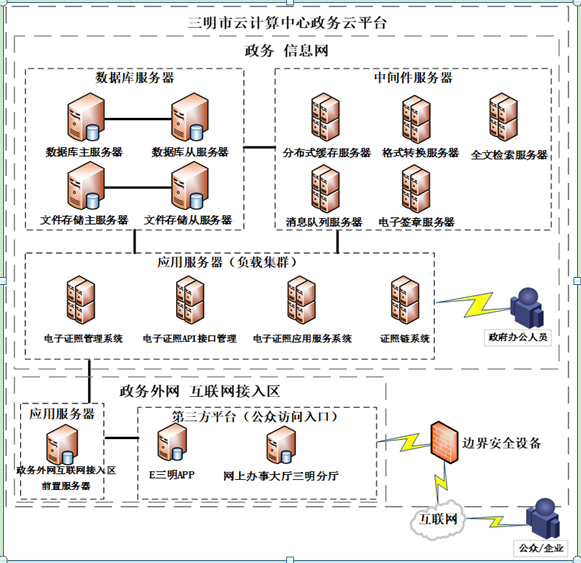 三明市云计算中心政务云平台
政务 信息网
数据库服务器
中间件服务器
数据库主服务器
数据库从服务器
分布式缓存服务器
格式转换服务器
全文检索服务器
文件存储主服务器
文件存储从服务器
消息队列服务器
电子签章服务器
应用服务器（负载集群）
电子证照管理系统
电子证照API接口管理
电子证照应用服务系统
证照链系统
政府办公人员
政务外网 互联网接入区
应用服务器
第三方平台（公众访问入口）
边界安全设备
政务外网互联网接入区
前置服务器
E三明APP
网上办事大厅三明分厅
互联网
公众/企业